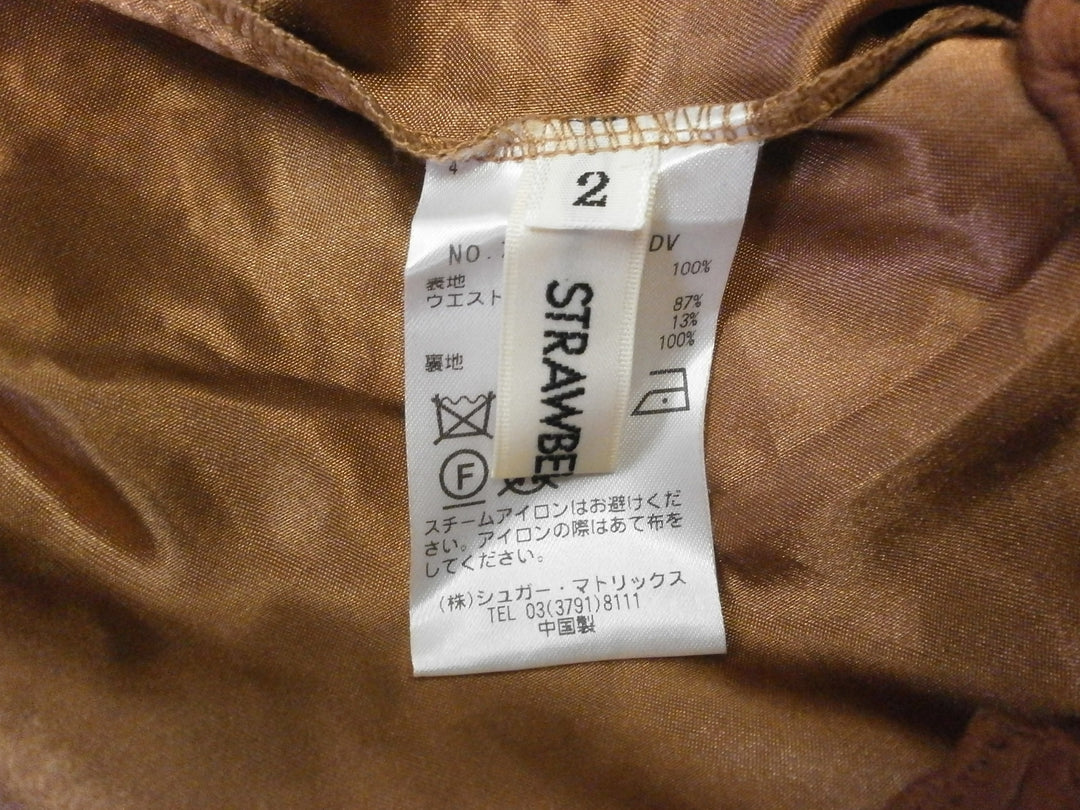 4
2
NO. DV
表地 100%
ウエスト 87%
13%
裏地 100%
STRAWBE
F
スチームアイロンはお避けくだ
さい。アイロンの際はあて布を
してください。
(株)シュガー・マトリックス
TEL 03(3791)8111
中国製